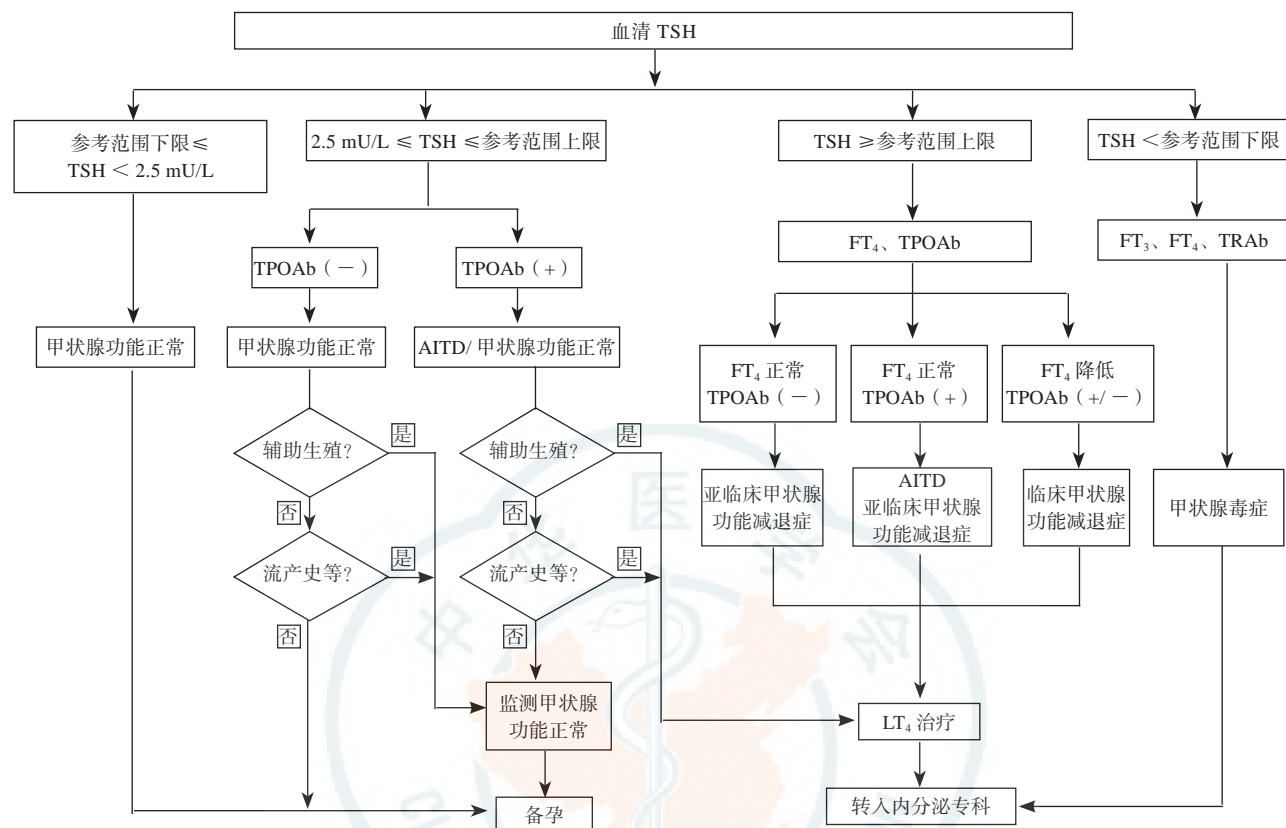 血清 TSH
参考范围下限≤
TSH < 2.5 mU/L
2.5 mU/L ≤ TSH ≤参考范围上限
TSH ≥参考范围上限
TSH <参考范围下限
TPOAb（－）
TPOAb（+）
FT₄、TPOAb
FT₃、FT₄、TRAb
甲状腺功能正常
甲状腺功能正常
AITD/ 甲状腺功能正常
FT₄ 正常
TPOAb（－）
FT₄ 正常
TPOAb（+）
FT₄ 降低
TPOAb（+/－）
辅助生殖?
是
辅助生殖?
是
否
否
亚临床甲状腺
功能减退症
AITD
亚临床甲状腺
功能减退症
临床甲状腺
功能减退症
甲状腺毒症
流产史等?
是
流产史等?
是
否
否
监测甲状腺
功能正常
LT₄ 治疗
备孕
转入内分泌专科
中华医学会